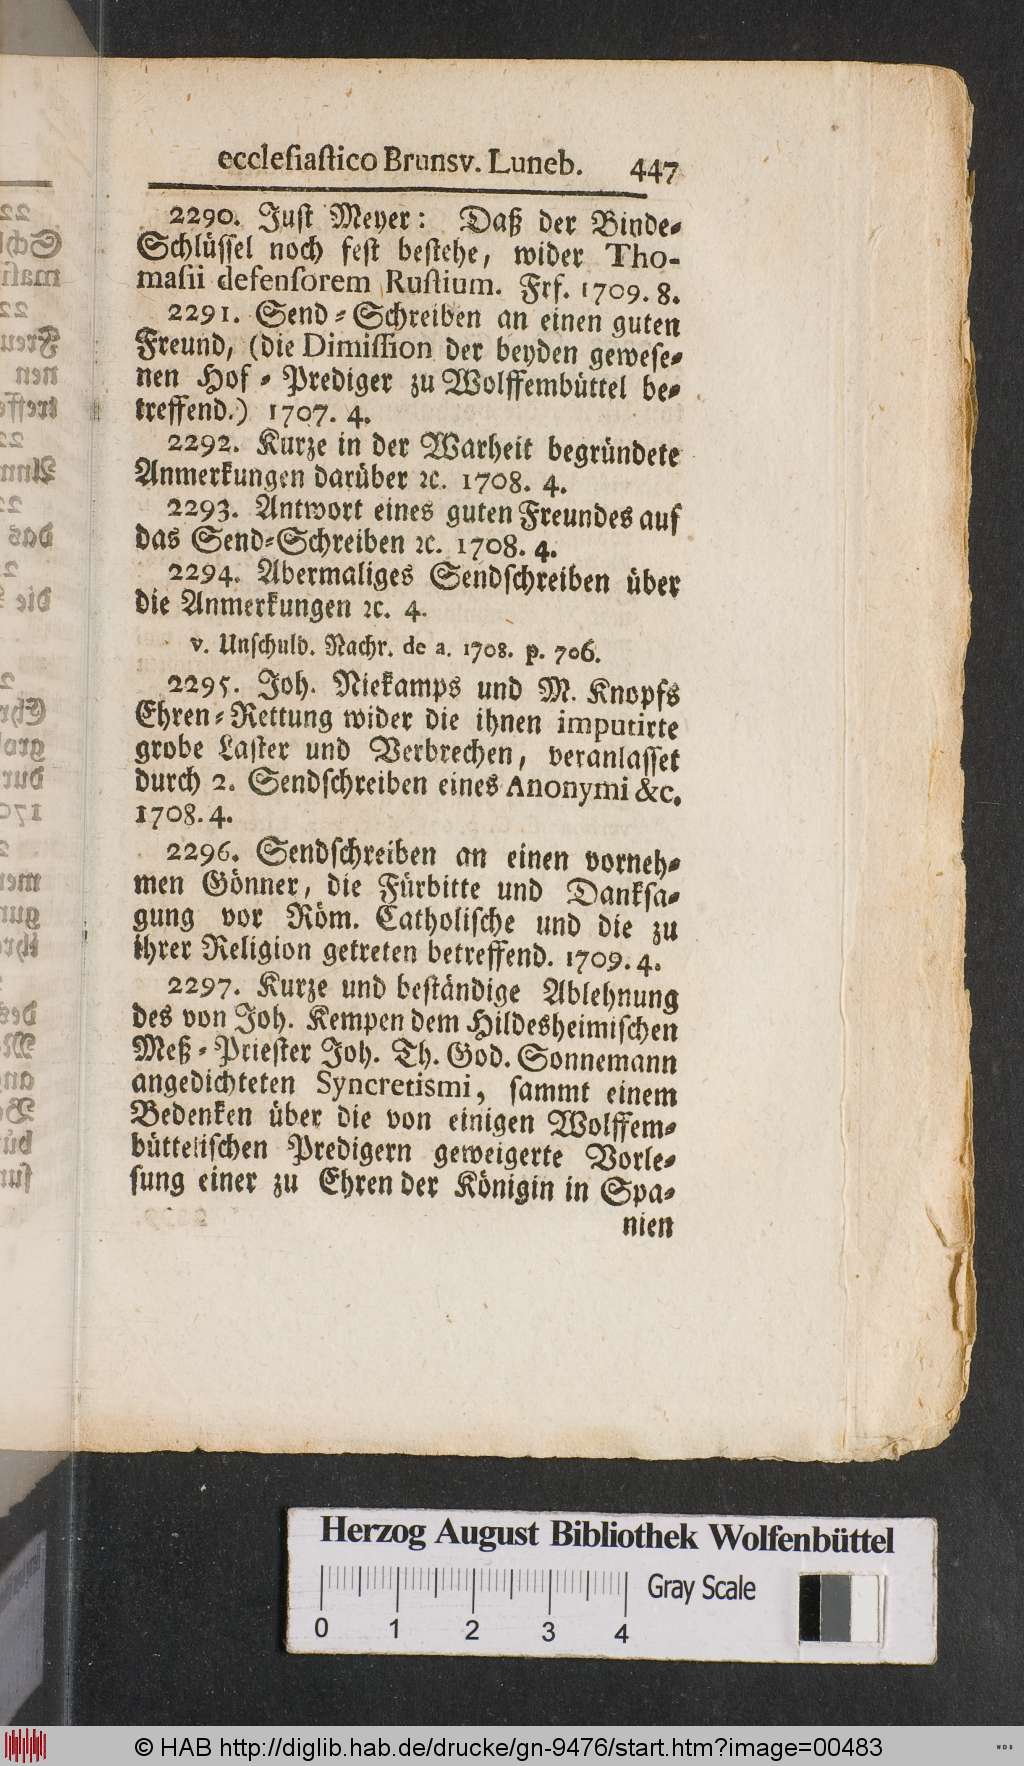 ecclesiastico Brunsv. Luneb. 447
2290. Just Meyer: Daß der Binde-
Schlüssel noch fest bestehe, wider Tho-
masii defensorem Rustium. Frf. 1709. 8.
2291. Send-Schreiben an einen guten
Freund, (die Dimission der beyden gewese-
nen Hof-Prediger zu Wolffembüttel be-
treffend.) 1707. 4.
2292. Kurze in der Warheit begründete
Anmerkungen darüber ꝛc. 1708. 4.
2293. Antwort eines guten Freundes auf
das Send-Schreiben ꝛc. 1708. 4.
2294. Abermaliges Sendschreiben über
die Anmerkungen ꝛc. 4.
v. Unschuld. Nachr. de a. 1708. p. 706.
2295. Joh. Niekamps und M. Knopfs
Ehren-Rettung wider die ihnen imputirte
grobe Laster und Verbrechen, veranlasset
durch 2. Sendschreiben eines Anonymi &c.
1708. 4.
2296. Sendschreiben an einen vorneh-
men Gönner, die Fürbitte und Danksa-
gung vor Röm. Catholische und die zu
ihrer Religion getreten betreffend. 1709. 4.
2297. Kurze und beständige Ablehnung
des von Joh. Kempen dem Hildesheimischen
Meß-Priester Joh. Th. God. Sonnemann
angedichteten Syncretismi, sammt einem
Bedenken über die von einigen Wolffem-
büttelischen Predigern geweigerte Vorle-
sung einer zu Ehren der Königin in Spa-
nien
Herzog August Bibliothek Wolfenbüttel
Gray Scale
0 1 2 3 4
© HAB http://diglib.hab.de/drucke/gn-9476/start.htm?image=00483